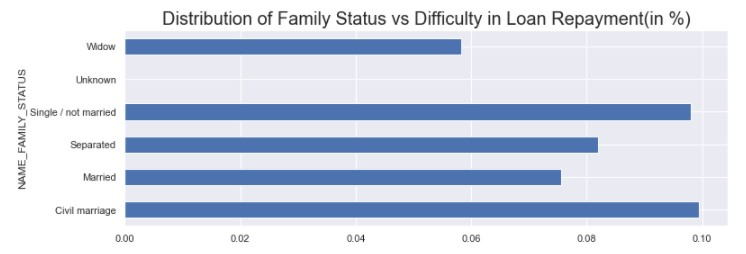 Distribution of Family Status vs Difficulty in Loan Repayment(in %)
NAME_FAMILY_STATUS
Widow
Unknown
Single / not married
Separated
Married
Civil marriage
0.00 0.02 0.04 0.06 0.08 0.10